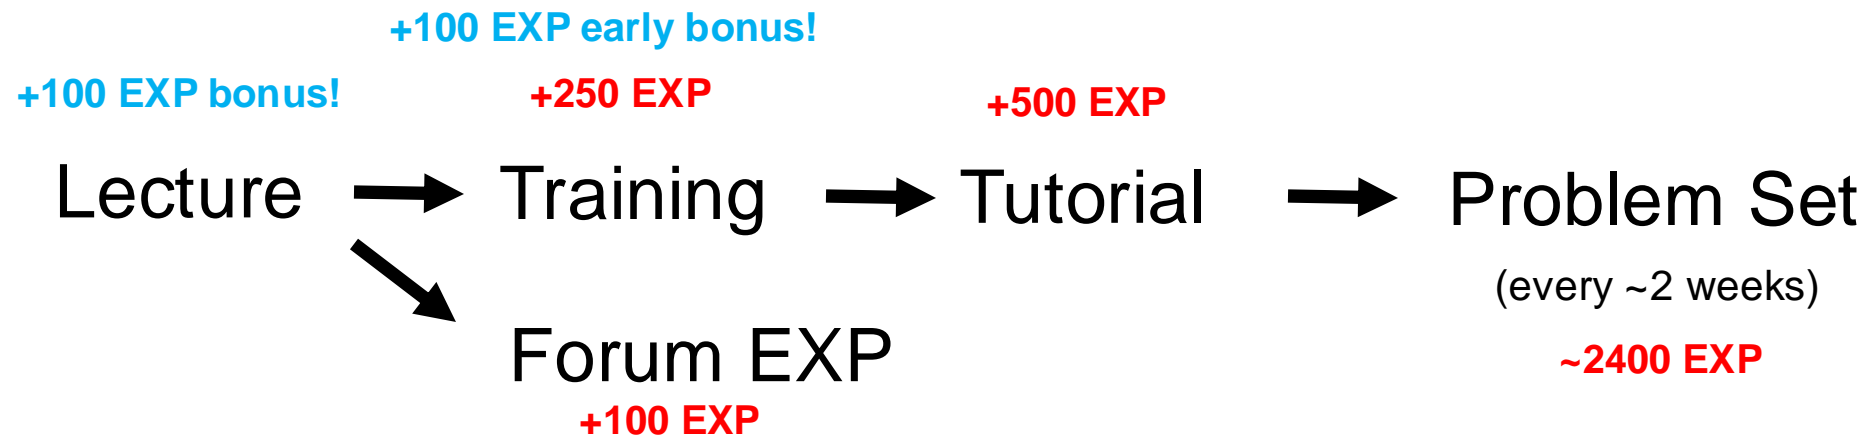 +100 EXP early bonus!
+100 EXP bonus!
+250 EXP
+500 EXP
Lecture
Training
Tutorial
Problem Set
(every ~2 weeks)
~2400 EXP
Forum EXP
+100 EXP